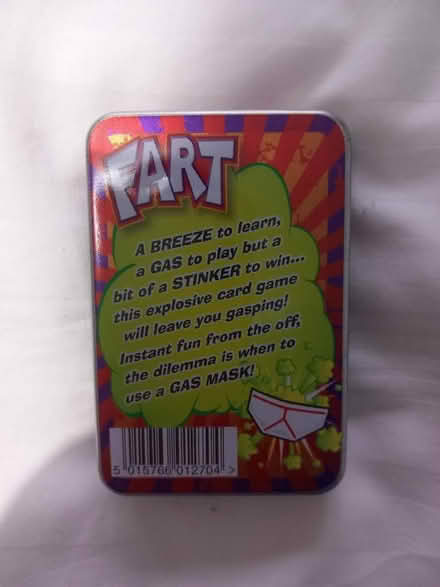 FART
A BREEZE to learn,
a GAS to play but a
bit of a STINKER to win...
this explosive card game
will leave you gasping!
Instant fun from the off,
the dilemma is when to
use a GAS MASK!
5 015766 012704 >